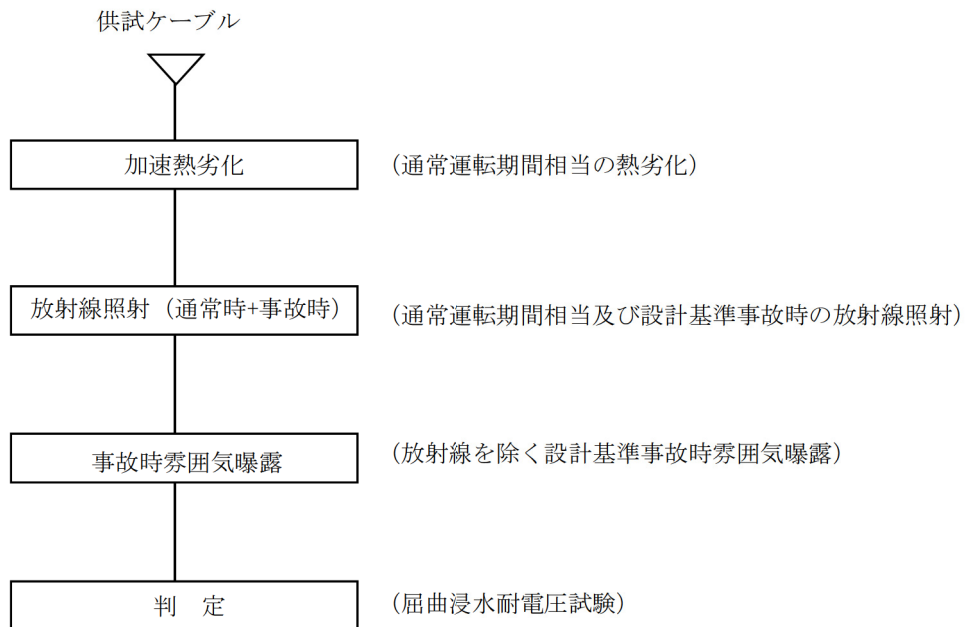 供試ケーブル
加速熱劣化
（通常運転期間相当の熱劣化）
放射線照射（通常時+事故時）
（通常運転期間相当及び設計基準事故時の放射線照射）
事故時雰囲気曝露
（放射線を除く設計基準事故時雰囲気曝露）
判　定
（屈曲浸水耐電圧試験）